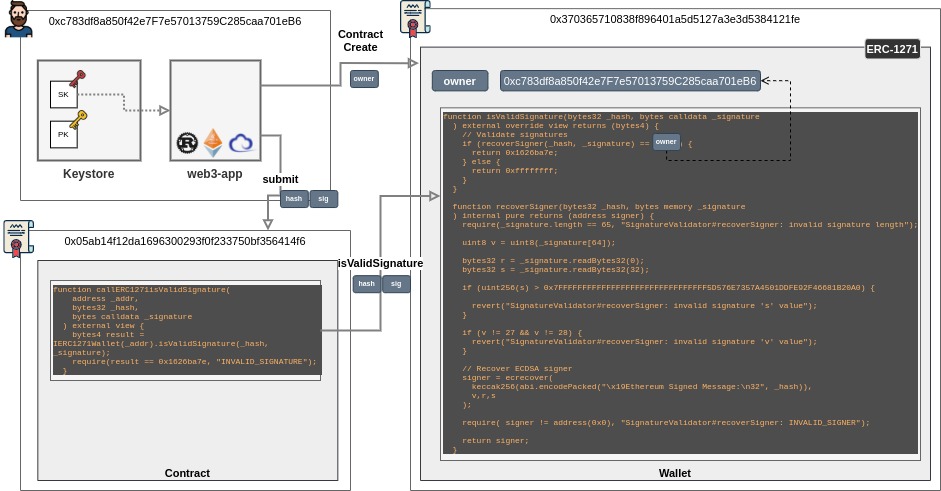 0xc783df8a850f42e7F7e57013759C285caa701eB6
SK
PK
Keystore
web3-app
Contract
Create
owner
submit
hash
sig
0x05ab14f12da1696300293f0f233750bf356414f6
function callERC1271isValidSignature(
address _addr,
bytes32 _hash,
bytes calldata _signature
) external view {
bytes4 result =
IERC1271Wallet(_addr).isValidSignature(_hash,
_signature);
require(result == 0x1626ba7e, "INVALID_SIGNATURE");
}
Contract
isValidSignature
hash
sig
0x370365710838f896401a5d5127a3e3d5384121fe
ERC-1271
owner
0xc783df8a850f42e7F7e57013759C285caa701eB6
function isValidSignature(bytes32 _hash, bytes calldata _signature
) external override view returns (bytes4) {
// Validate signatures
if (recoverSigner(_hash, _signature) == owner) {
return 0x1626ba7e;
} else {
return 0xffffffff;
}
}
function recoverSigner(bytes32 _hash, bytes memory _signature
) internal pure returns (address signer) {
require(_signature.length == 65, "SignatureValidator#recoverSigner: invalid signature length");
uint8 v = uint8(_signature[64]);
bytes32 r = _signature.readBytes32(0);
bytes32 s = _signature.readBytes32(32);
if (uint256(s) > 0x7FFFFFFFFFFFFFFFFFFFFFFFFFFFFFFF5D576E7357A4501DDFE92F46681B20A0) {
revert("SignatureValidator#recoverSigner: invalid signature 's' value");
}
if (v != 27 && v != 28) {
revert("SignatureValidator#recoverSigner: invalid signature 'v' value");
}
// Recover ECDSA signer
signer = ecrecover(
keccak256(abi.encodePacked("\x19Ethereum Signed Message:\n32", _hash)),
v,r,s
);
require( signer != address(0x0), "SignatureValidator#recoverSigner: INVALID_SIGNER");
return signer;
}
Wallet